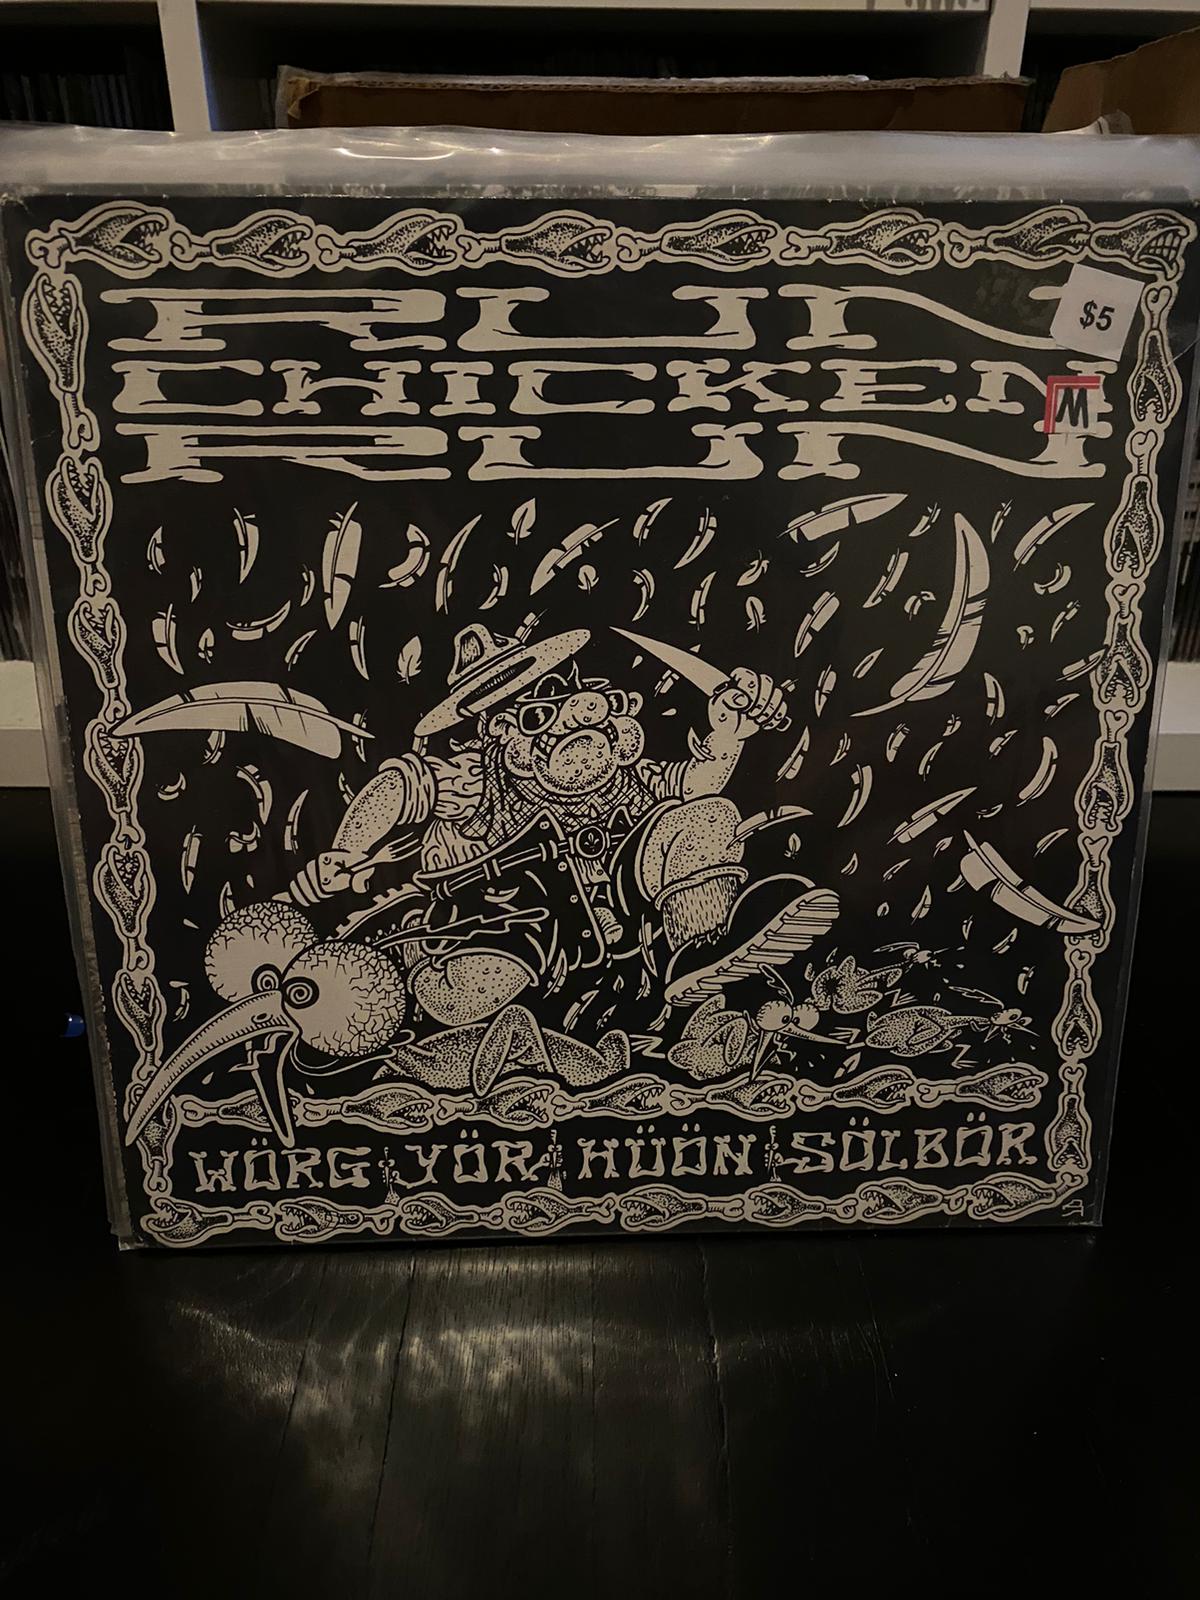 RUN
$5
CHICKEN
M
RUN
WÖRG YÖR HÜÖN SÖLBÖR